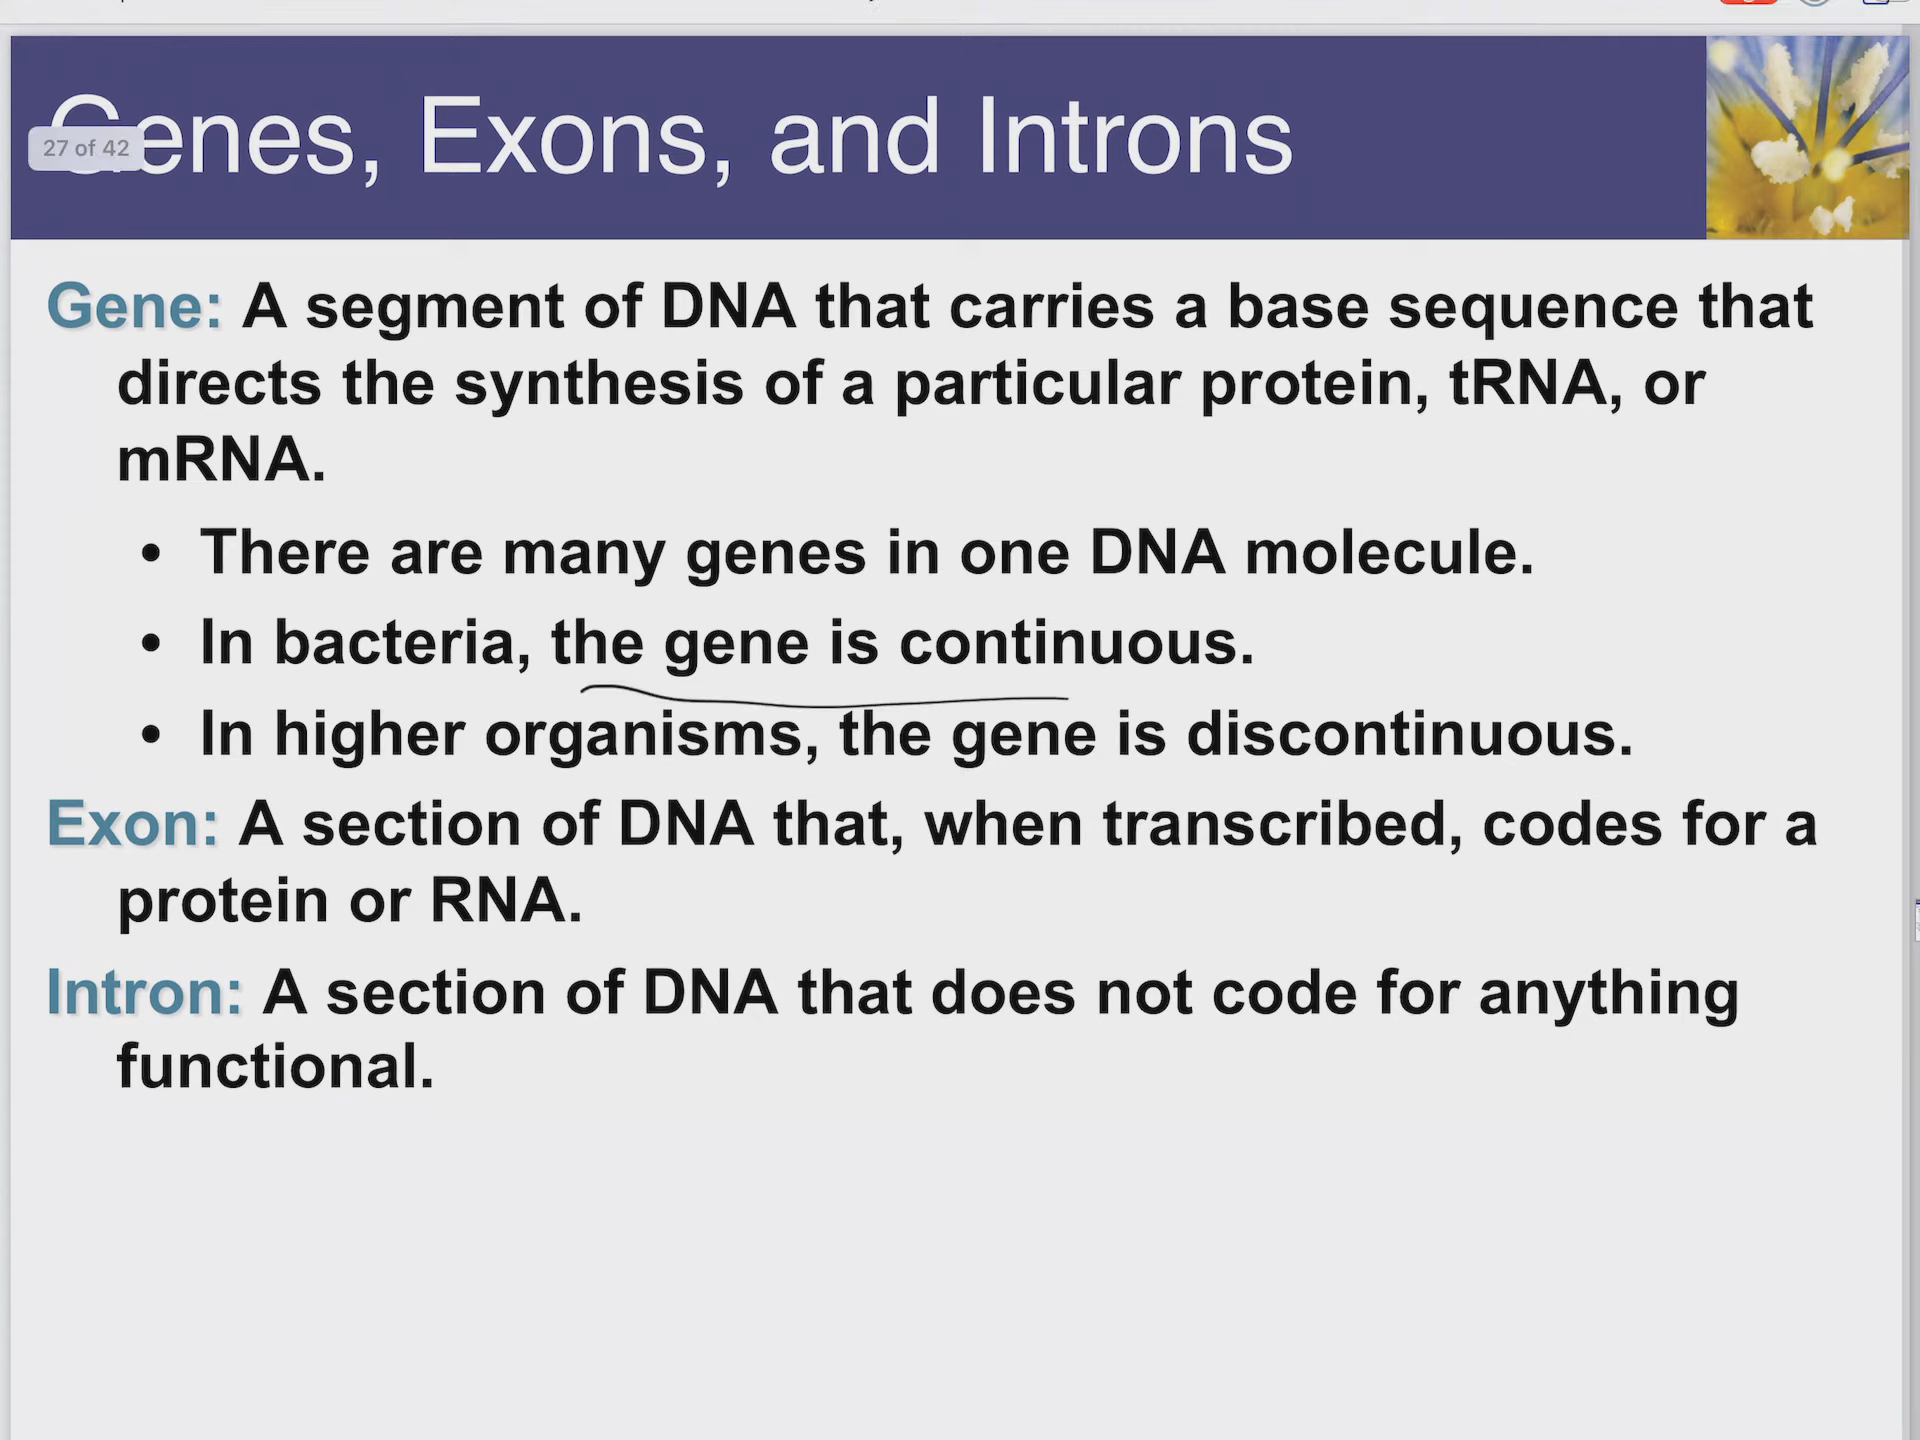 Genes, Exons, and Introns
27 of 42
Gene: A segment of DNA that carries a base sequence that
directs the synthesis of a particular protein, tRNA, or
mRNA.
• There are many genes in one DNA molecule.
• In bacteria, the gene is continuous.
• In higher organisms, the gene is discontinuous.
Exon: A section of DNA that, when transcribed, codes for a
protein or RNA.
Intron: A section of DNA that does not code for anything
functional.